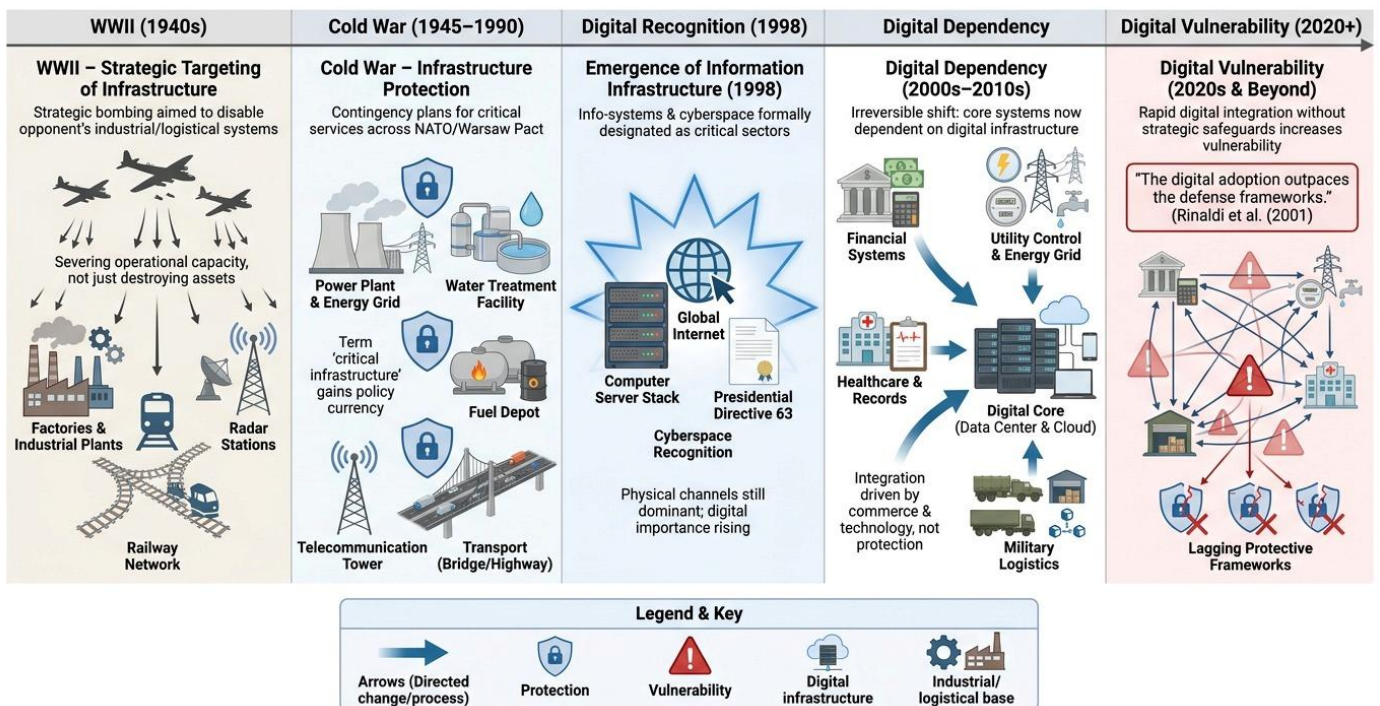 WWII (1940s)
Cold War (1945–1990)
Digital Recognition (1998)
Digital Dependency
Digital Vulnerability (2020+)
WWII – Strategic Targeting
of Infrastructure
Strategic bombing aimed to disable
opponent's industrial/logistical systems
Severing operational capacity,
not just destroying assets
Factories &
Industrial Plants
Radar
Stations
Railway
Network
Cold War – Infrastructure
Protection
Contingency plans for critical
services across NATO/Warsaw Pact
Power Plant
& Energy Grid
Water Treatment
Facility
Term
'critical
infrastructure'
gains policy
currency
Fuel Depot
Telecommunication
Tower
Transport
(Bridge/Highway)
Emergence of Information
Infrastructure (1998)
Info-systems & cyberspace formally
designated as critical sectors
Global
Internet
Computer
Server Stack
Presidential
Directive 63
Cyberspace
Recognition
Physical channels still
dominant; digital
importance rising
Digital Dependency
(2000s–2010s)
Irreversible shift: core systems now
dependent on digital infrastructure
Financial
Systems
Utility Control
& Energy Grid
Healthcare &
Records
Digital Core
(Data Center & Cloud)
Integration
driven by
commerce &
technology, not
protection
Military
Logistics
Digital Vulnerability
(2020s & Beyond)
Rapid digital integration without
strategic safeguards increases
vulnerability
"The digital adoption outpaces
the defense frameworks."
(Rinaldi et al. (2001)
Lagging Protective
Frameworks
Legend & Key
Arrows (Directed
change/process)
Protection
Vulnerability
Digital
infrastructure
Industrial/
logistical base